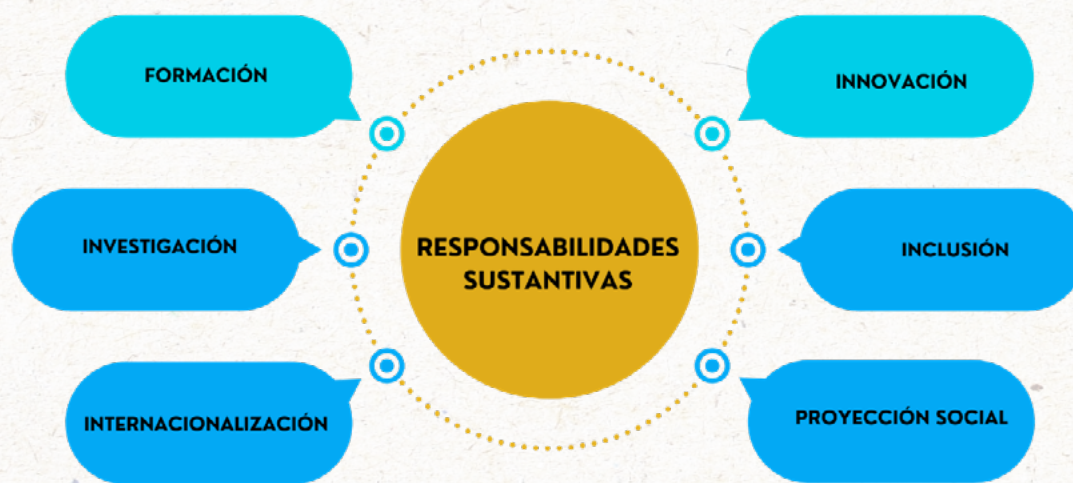 FORMACIÓN
INNOVACIÓN
INVESTIGACIÓN
RESPONSABILIDADES
SUSTANTIVAS
INCLUSIÓN
INTERNACIONALIZACIÓN
PROYECCIÓN SOCIAL